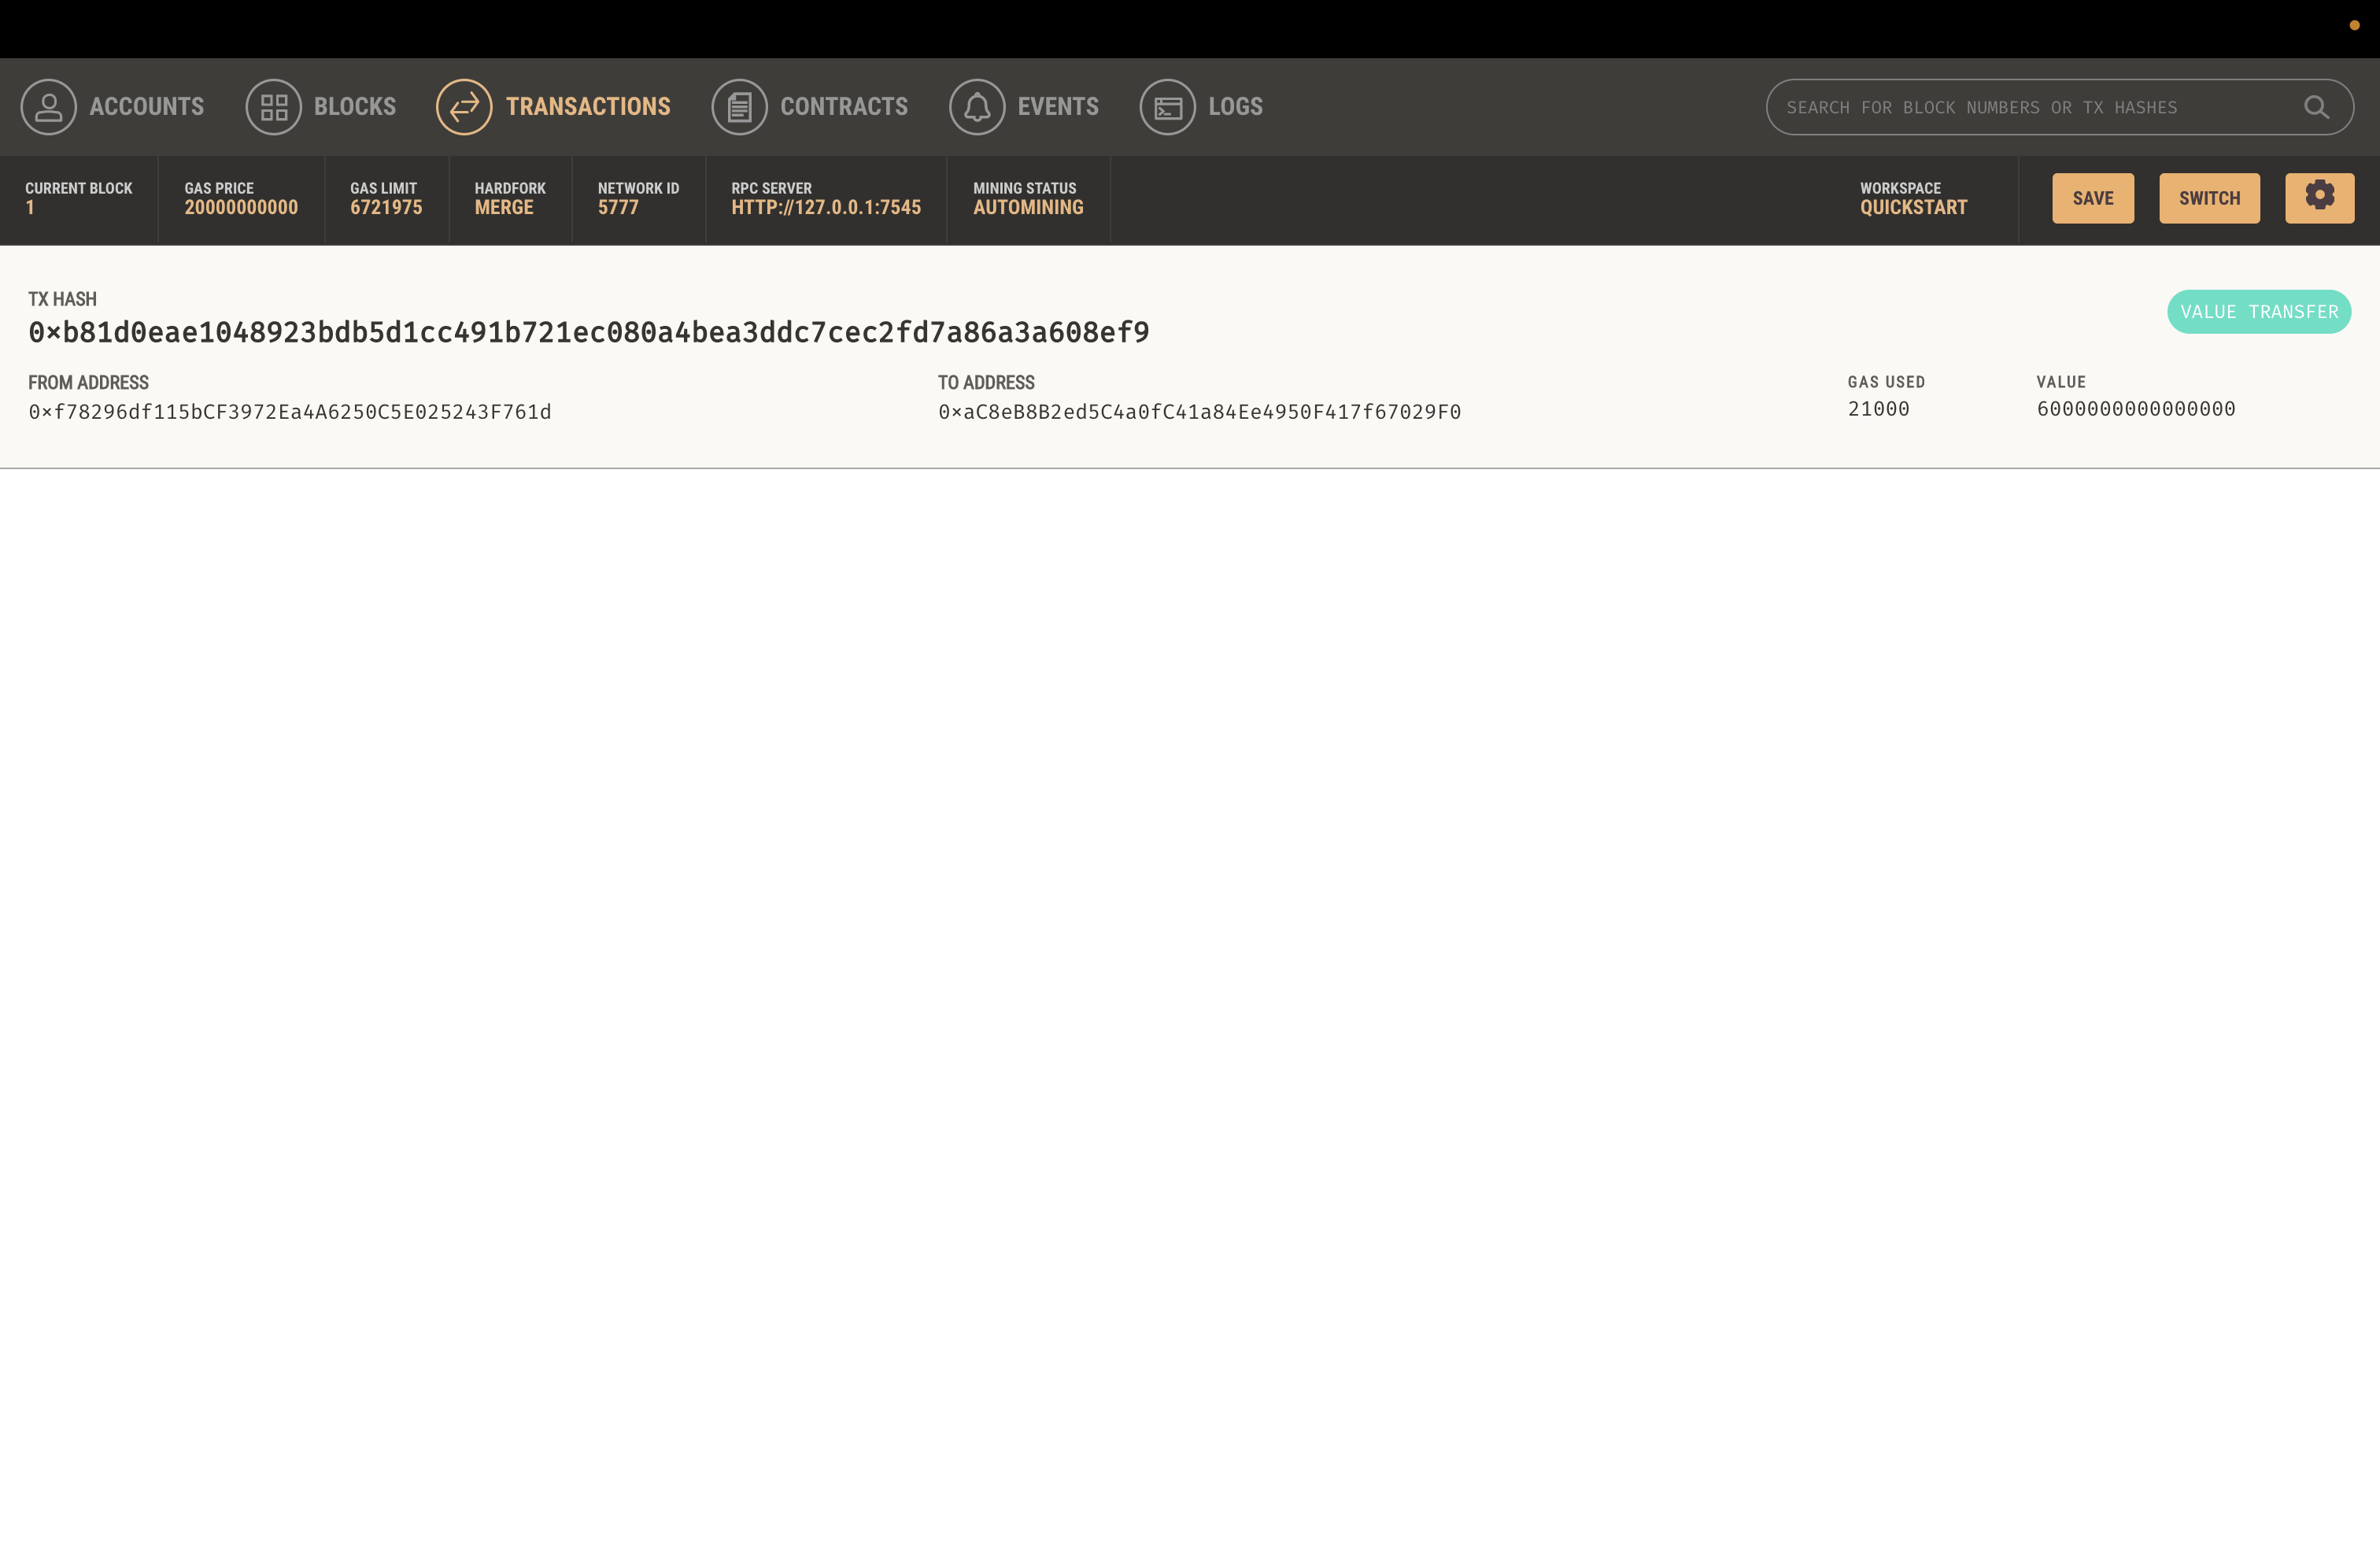 ACCOUNTS BLOCKS TRANSACTIONS CONTRACTS EVENTS LOGS SEARCH FOR BLOCK NUMBERS OR TX HASHES
CURRENT BLOCK GAS PRICE GAS LIMIT HARDFORK NETWORK ID RPC SERVER MINING STATUS WORKSPACE
1 20000000000 6721975 MERGE 5777 HTTP://127.0.0.1:7545 AUTOMINING QUICKSTART SAVE SWITCH
TX HASH
0×b81d0eae1048923bdb5d1cc491b721ec080a4bea3ddc7cec2fd7a86a3a608ef9 VALUE TRANSFER
FROM ADDRESS TO ADDRESS GAS USED VALUE
0×f78296df115bCF3972Ea4A6250C5E025243F761d 0×aC8eB8B2ed5C4a0fC41a84Ee4950F417f67029F0 21000 6000000000000000